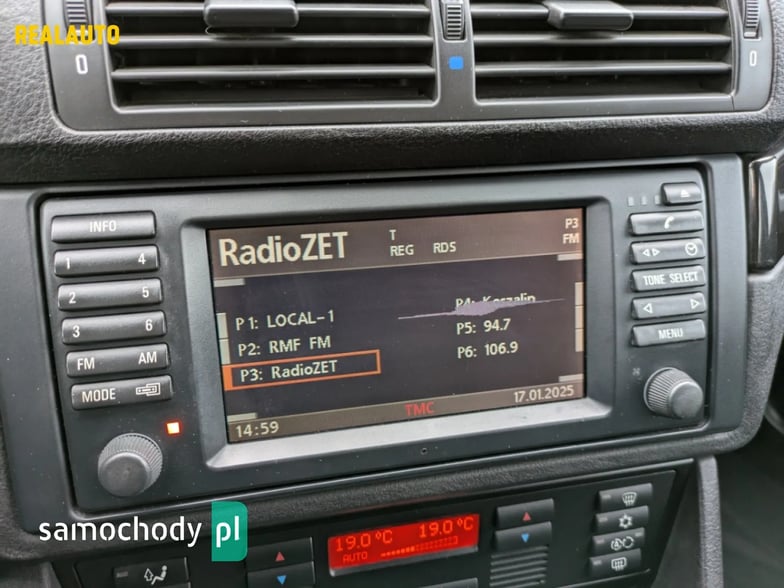 REALAUTO
0
0
INFO
1 4
2 5
3 6
FM AM
MODE
RadioZET
T
REG RDS
P3
FM
P1: LOCAL-1
P2: RMF FM
P3: RadioZET
P4: Koszalin
P5: 94.7
P6: 106.9
14:59
TMC
17.01.2025
TONE SELECT
MENU
samochody pl
19.0°C 19.0°C
AUTO